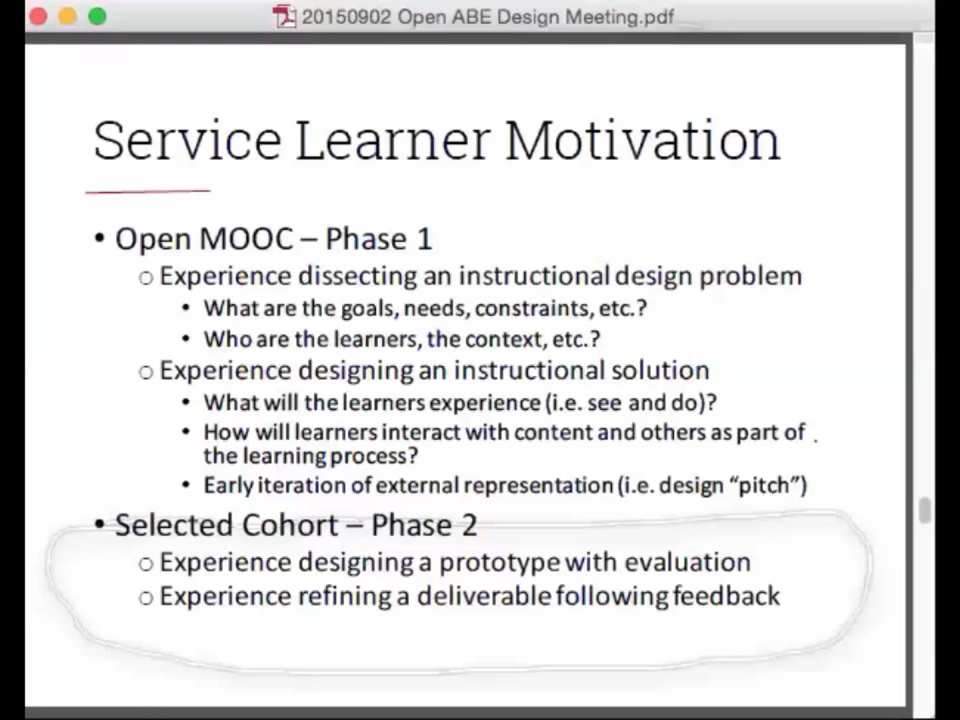 20150902 Open ABE Design Meeting.pdf
Service Learner Motivation
• Open MOOC – Phase 1
○ Experience dissecting an instructional design problem
• What are the goals, needs, constraints, etc.?
• Who are the learners, the context, etc.?
○ Experience designing an instructional solution
• What will the learners experience (i.e. see and do)?
• How will learners interact with content and others as part of
the learning process?
• Early iteration of external representation (i.e. design “pitch”)
• Selected Cohort – Phase 2
○ Experience designing a prototype with evaluation
○ Experience refining a deliverable following feedback